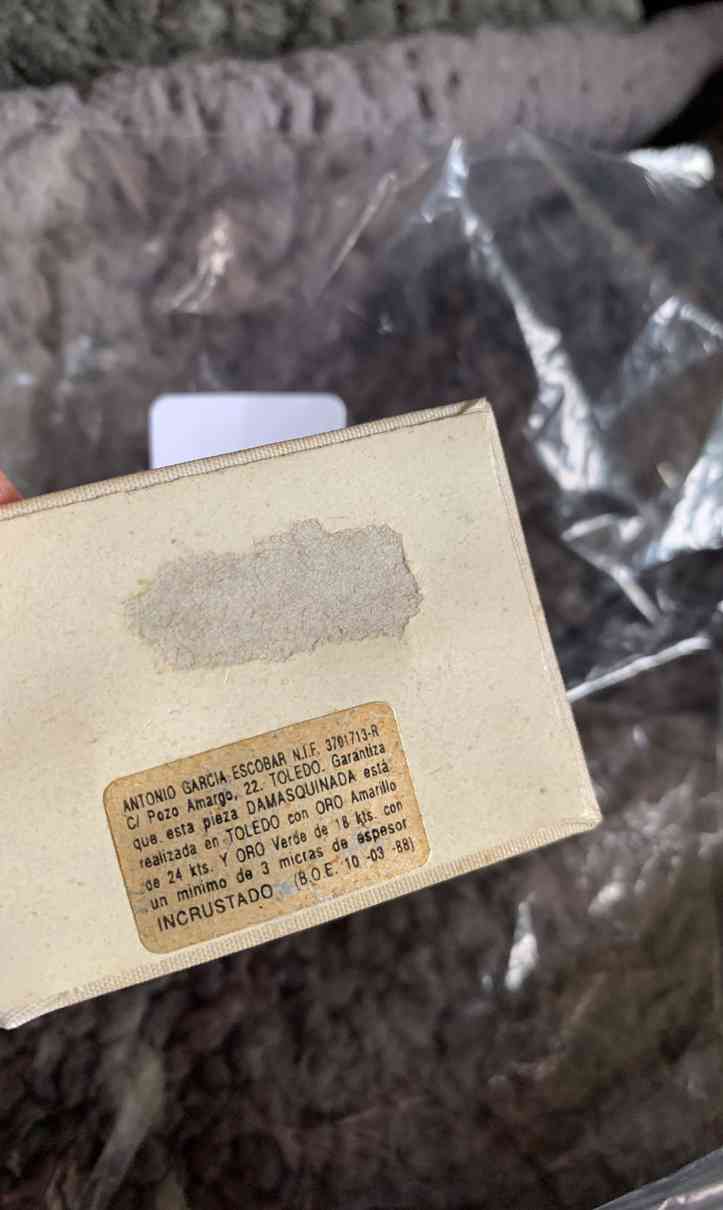 ANTONIO GARCIA ESCOBAR N.I.F. 3701713-R
C/ Pozo Amargo, 22. TOLEDO. Garantiza
que esta pieza DAMASQUINADA está
realizada en TOLEDO con ORO Amarillo
de 24 kts. Y ORO Verde de 18 kts. con
un mínimo de 3 micras de espesor
INCRUSTADO (B.O.E. 10 -03 -88)